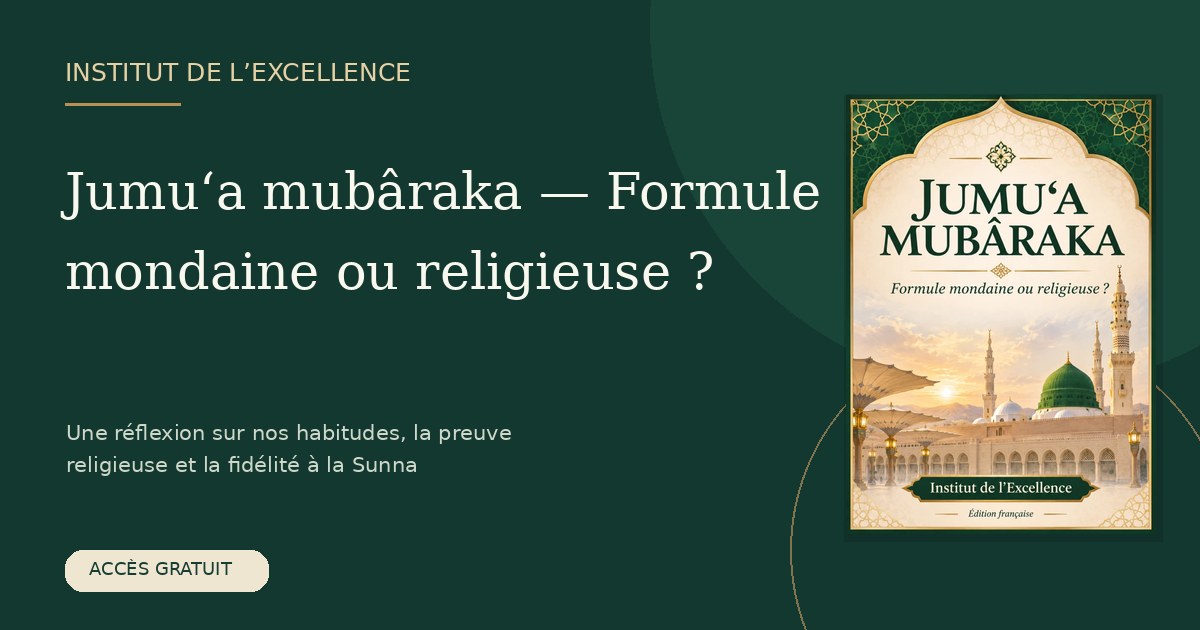 INSTITUT DE L’EXCELLENCE
Jumu‘a mubâraka — Formule
mondaine ou religieuse ?
Une réflexion sur nos habitudes, la preuve
religieuse et la fidélité à la Sunna
ACCÈS GRATUIT
JUMU‘A
MUBÂRAKA
Formule mondaine ou religieuse ?
Institut de l’Excellence
Édition française